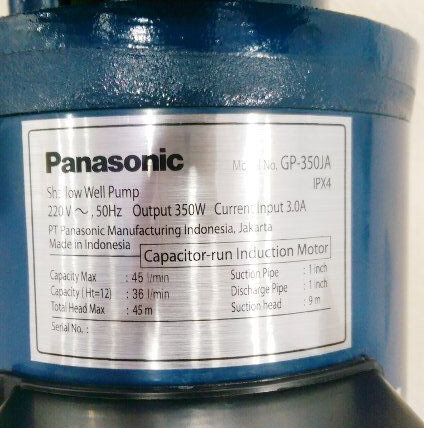 Panasonic
Model No. GP-350JA
IPX4
Shallow Well Pump
220 V ~, 50Hz Output 350W Current Input 3.0A
PT Panasonic Manufacturing Indonesia, Jakarta
Made in Indonesia
Capacitor-run Induction Motor
Capacity Max : 45 l/min Suction Pipe : 1 inch
Capacity ( Ht=12) : 36 l/min Discharge Pipe : 1 inch
Total Head Max : 45 m Suction head : 9 m
Serial No. :